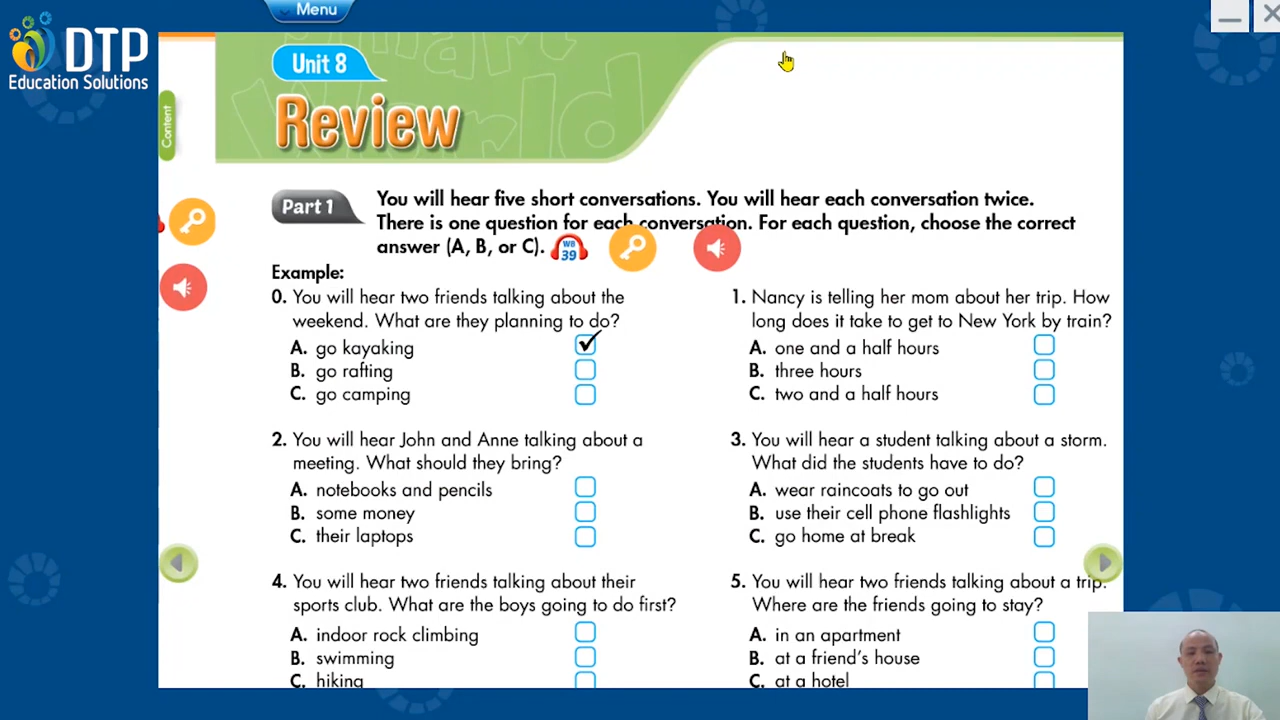 Menu
DTP
Education Solutions
Content
Unit 8
Smart
World
Review
Part 1
You will hear five short conversations. You will hear each conversation twice.
There is one question for each conversation. For each question, choose the correct
answer (A, B, or C).
WB
39
Example:
0. You will hear two friends talking about the
weekend. What are they planning to do?
A. go kayaking
B. go rafting
C. go camping
1. Nancy is telling her mom about her trip. How
long does it take to get to New York by train?
A. one and a half hours
B. three hours
C. two and a half hours
2. You will hear John and Anne talking about a
meeting. What should they bring?
A. notebooks and pencils
B. some money
C. their laptops
3. You will hear a student talking about a storm.
What did the students have to do?
A. wear raincoats to go out
B. use their cell phone flashlights
C. go home at break
4. You will hear two friends talking about their
sports club. What are the boys going to do first?
A. indoor rock climbing
B. swimming
C. hiking
5. You will hear two friends talking about a trip.
Where are the friends going to stay?
A. in an apartment
B. at a friend's house
C. at a hotel